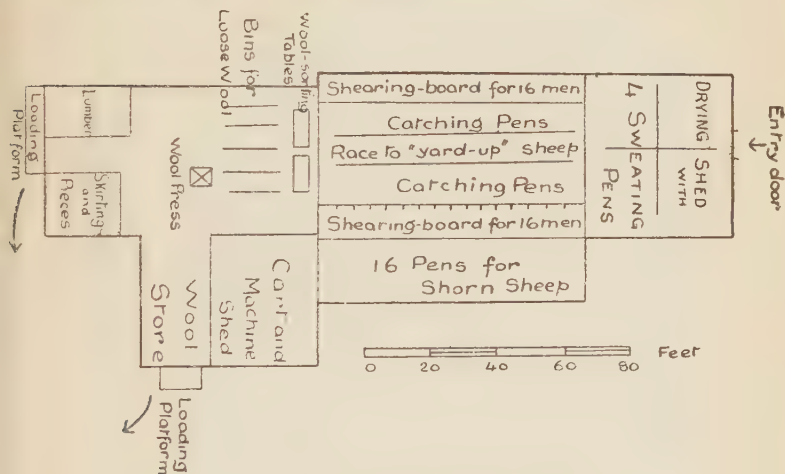 Wool-sorting
Tables
Bins for
Loose Wool
Shearing-board for 16 men
Catching Pens
Race to "yard-up" sheep
Catching Pens
Shearing-board for 16 men
16 Pens for
Shorn Sheep
DRYING SHED
WITH
4 SWEATING
PENS
Entry door
Loading
Platform
Lumber
Skirting
and
Pieces
Wool Press
Wool
Store
Cart and
Machine
Shed
Loading
Platform
Feet
0 20 40 60 80